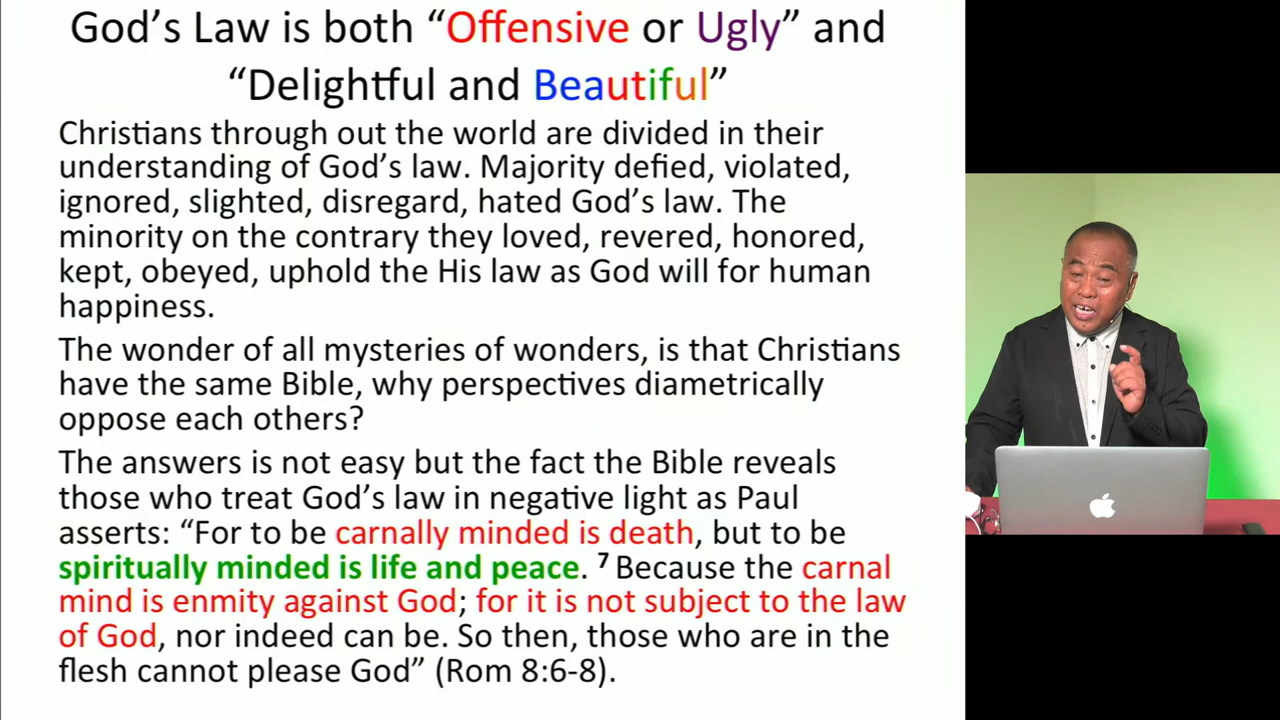 God’s Law is both “Offensive or Ugly” and
“Delightful and Beautiful”
Christians through out the world are divided in their
understanding of God’s law. Majority defied, violated,
ignored, slighted, disregard, hated God’s law. The
minority on the contrary they loved, revered, honored,
kept, obeyed, uphold the His law as God will for human
happiness.
The wonder of all mysteries of wonders, is that Christians
have the same Bible, why perspectives diametrically
oppose each others?
The answers is not easy but the fact the Bible reveals
those who treat God’s law in negative light as Paul
asserts: “For to be carnally minded is death, but to be
spiritually minded is life and peace. ⁷ Because the carnal
mind is enmity against God; for it is not subject to the law
of God, nor indeed can be. So then, those who are in the
flesh cannot please God” (Rom 8:6-8).